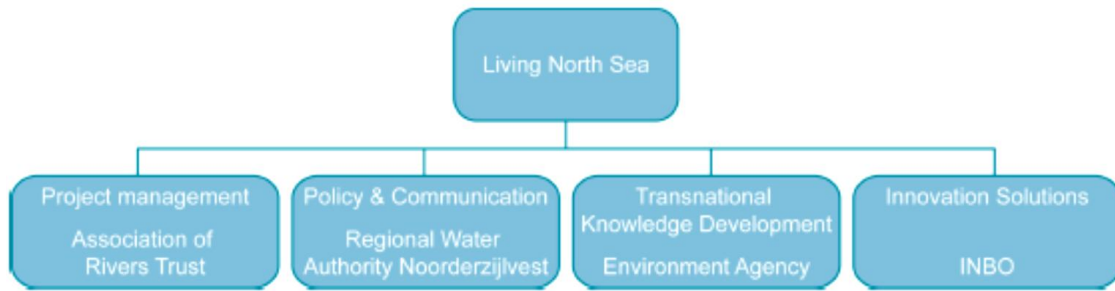 Living North Sea
Project management
Association of
Rivers Trust
Policy & Communication
Regional Water
Authority Noorderzijlvest
Transnational
Knowledge Development
Environment Agency
Innovation Solutions
INBO